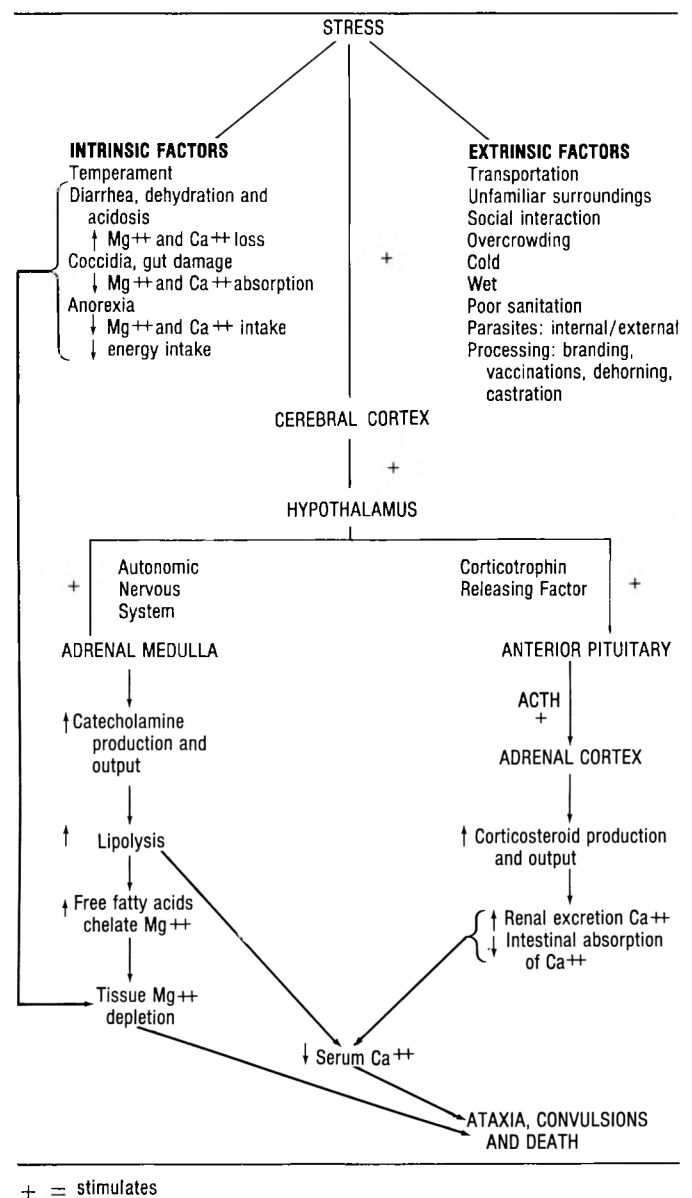 STRESS
INTRINSIC FACTORS
Temperament
Diarrhea, dehydration and
acidosis
↑ Mg++ and Ca++ loss
Coccidia, gut damage
↓ Mg++ and Ca++ absorption
Anorexia
↓ Mg++ and Ca++ intake
↓ energy intake
EXTRINSIC FACTORS
Transportation
Unfamiliar surroundings
Social interaction
Overcrowding
Cold
Wet
Poor sanitation
Parasites: internal/external
Processing: branding,
vaccinations, dehorning,
castration
+
CEREBRAL CORTEX
+
HYPOTHALAMUS
+
Autonomic
Nervous
System
Corticotrophin
Releasing Factor
+
ADRENAL MEDULLA
ANTERIOR PITUITARY
ACTH
+
↑ Catecholamine
production and
output
ADRENAL CORTEX
↑ Lipolysis
↑ Corticosteroid production
and output
↑ Free fatty acids
chelate Mg++
↑ Renal excretion Ca++
↓ Intestinal absorption
of Ca++
Tissue Mg++
depletion
↓ Serum Ca++
ATAXIA, CONVULSIONS
AND DEATH
+ = stimulates